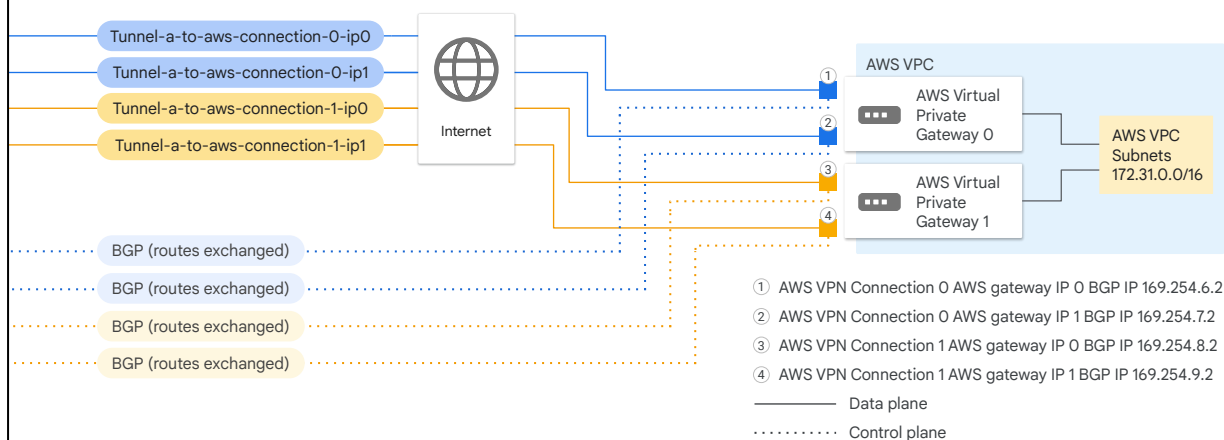 Tunnel-a-to-aws-connection-0-ip0
Tunnel-a-to-aws-connection-0-ip1
Tunnel-a-to-aws-connection-1-ip0
Tunnel-a-to-aws-connection-1-ip1
Internet
BGP (routes exchanged)
BGP (routes exchanged)
BGP (routes exchanged)
BGP (routes exchanged)
AWS VPC
1
2
3
4
AWS Virtual
Private
Gateway 0
AWS Virtual
Private
Gateway 1
AWS VPC
Subnets
172.31.0.0/16
1 AWS VPN Connection 0 AWS gateway IP 0 BGP IP 169.254.6.2
2 AWS VPN Connection 0 AWS gateway IP 1 BGP IP 169.254.7.2
3 AWS VPN Connection 1 AWS gateway IP 0 BGP IP 169.254.8.2
4 AWS VPN Connection 1 AWS gateway IP 1 BGP IP 169.254.9.2
Data plane
Control plane